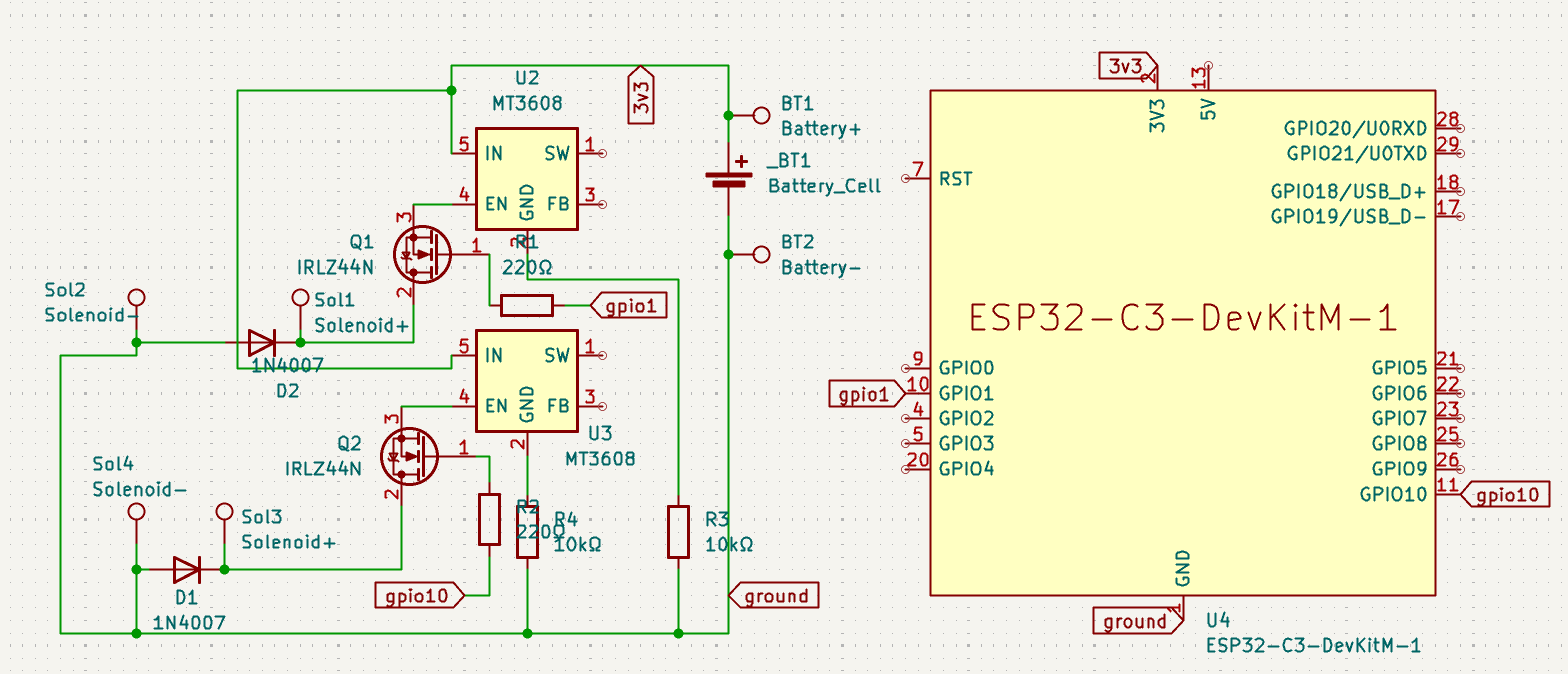 U2
MT3608
5
IN
SW
1
4
EN
GND
FB
3
2
3v3
BT1
Battery+
+
_BT1
Battery_Cell
BT2
Battery-
Q1
IRLZ44N
3
1
2
R1
220Ω
gpio1
Sol2
Solenoid-
Sol1
Solenoid+
1N4007
D2
5
IN
SW
1
4
EN
GND
FB
3
2
U3
MT3608
Q2
IRLZ44N
3
1
2
Sol4
Solenoid-
Sol3
Solenoid+
D1
1N4007
R2
220Ω
R4
10kΩ
R3
10kΩ
gpio10
ground
3v3
2
13
3V3
5V
7
RST
GPIO20/U0RXD
28
GPIO21/U0TXD
29
GPIO18/USB_D+
18
GPIO19/USB_D-
17
ESP32-C3-DevKitM-1
9
GPIO0
gpio1
10
GPIO1
4
GPIO2
5
GPIO3
20
GPIO4
GPIO5
21
GPIO6
22
GPIO7
23
GPIO8
25
GPIO9
26
GPIO10
11
gpio10
GND
1
ground
U4
ESP32-C3-DevKitM-1